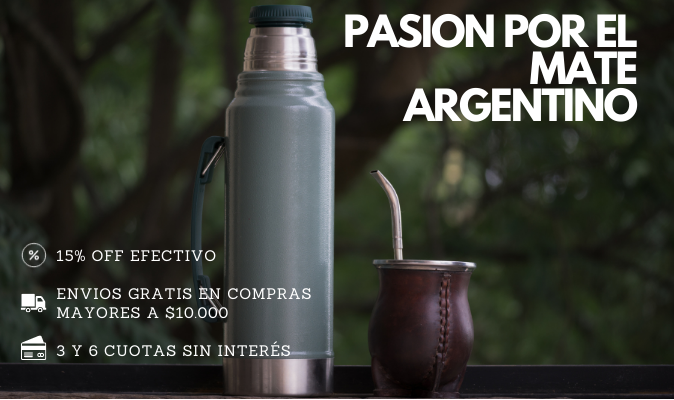 PASION POR EL
MATE
ARGENTINO
15% OFF EFECTIVO
ENVIOS GRATIS EN COMPRAS
MAYORES A $10.000
3 Y 6 CUOTAS SIN INTERÉS